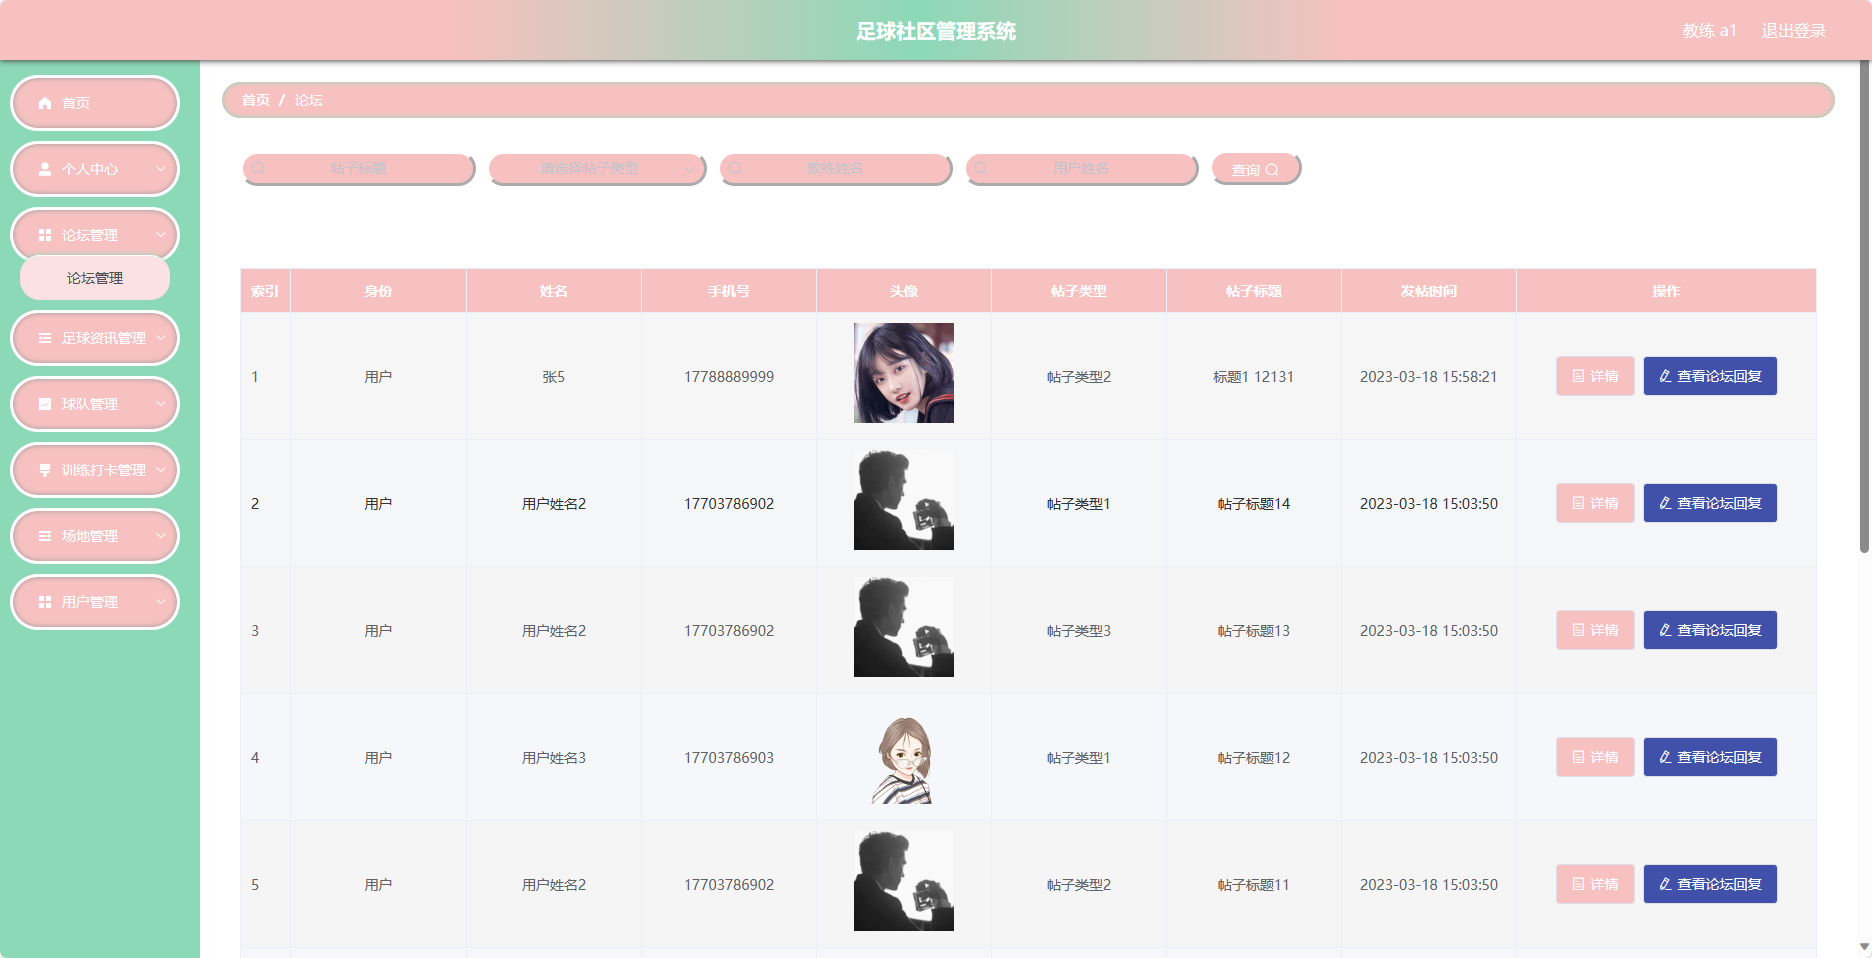 足球社区管理系统
教练 a1 退出登录
首页
个人中心
论坛管理
论坛管理
足球资讯管理
球队管理
训练打卡管理
场地管理
用户管理
首页 / 论坛
帖子标题 请选择帖子类型 教练姓名 用户姓名 查询
索引 身份 姓名 手机号 头像 帖子类型 帖子标题 发帖时间 操作
1 用户 张5 17788889999 帖子类型2 标题1 12131 2023-03-18 15:58:21 详情 查看论坛回复
2 用户 用户姓名2 17703786902 帖子类型1 帖子标题14 2023-03-18 15:03:50 详情 查看论坛回复
3 用户 用户姓名2 17703786902 帖子类型3 帖子标题13 2023-03-18 15:03:50 详情 查看论坛回复
4 用户 用户姓名3 17703786903 帖子类型1 帖子标题12 2023-03-18 15:03:50 详情 查看论坛回复
5 用户 用户姓名2 17703786902 帖子类型2 帖子标题11 2023-03-18 15:03:50 详情 查看论坛回复